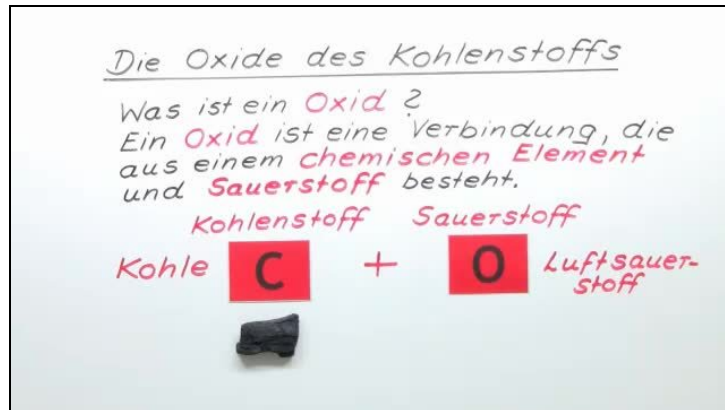 Die Oxide des Kohlenstoffs
Was ist ein Oxid?
Ein Oxid ist eine Verbindung, die
aus einem chemischen Element
und Sauerstoff besteht.
Kohlenstoff Sauerstoff
Kohle C + O Luftsauer-
stoff